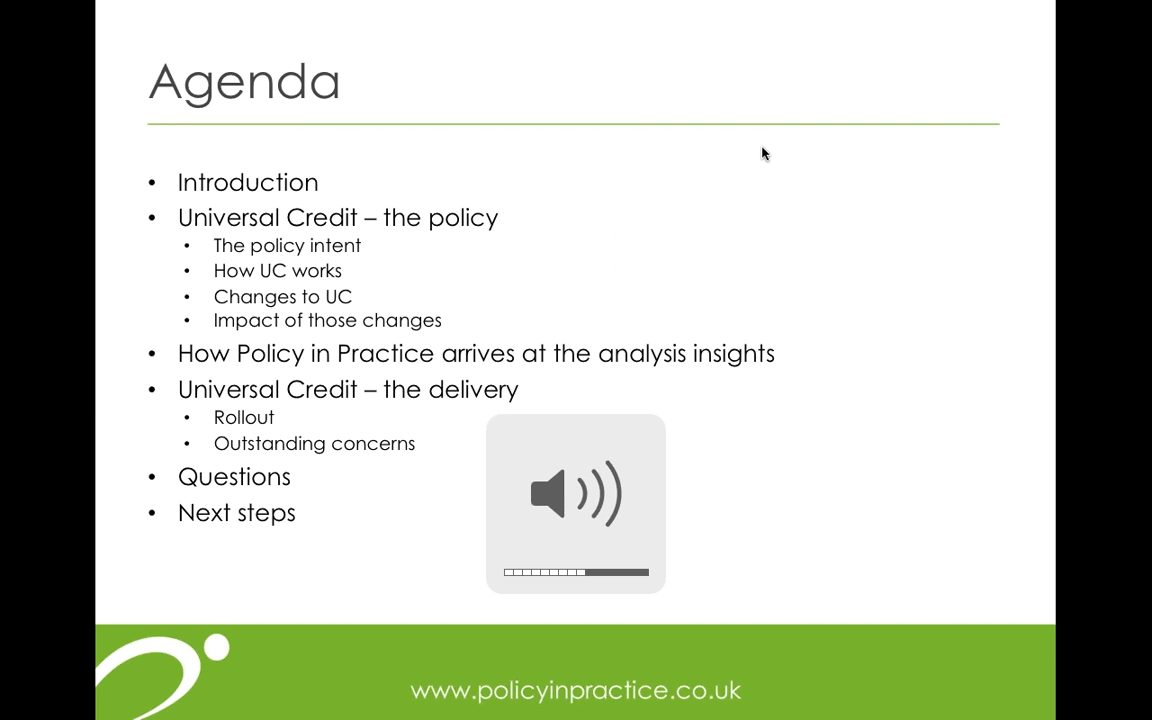 Agenda
• Introduction
• Universal Credit – the policy
• The policy intent
• How UC works
• Changes to UC
• Impact of those changes
• How Policy in Practice arrives at the analysis insights
• Universal Credit – the delivery
• Rollout
• Outstanding concerns
• Questions
• Next steps
www.policyinpractice.co.uk